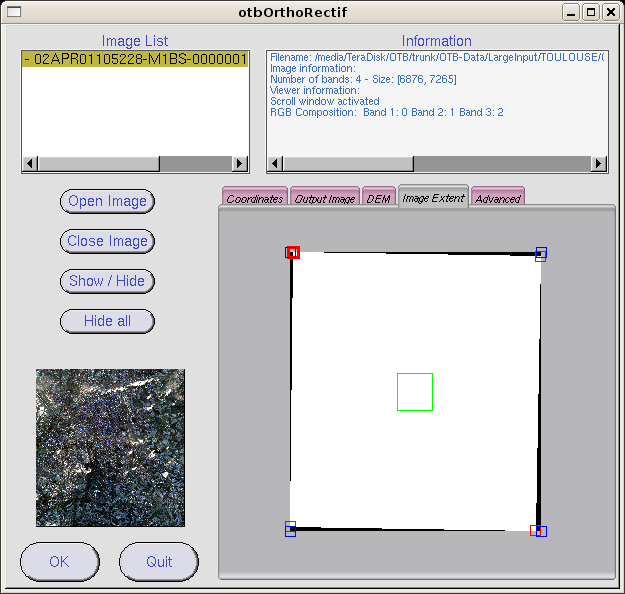 otbOrthoRectif
Image List
Information
- 02APR01105228-M1BS-0000001
Filename: /media/TeraDisk/OTB/trunk/OTB-Data/LargeInput/TOULOUSE/
Image information:
Number of bands: 4 - Size: [6876, 7265]
Viewer information:
Scroll window activated
RGB Composition: Band 1: 0 Band 2: 1 Band 3: 2
Open Image
Close Image
Show / Hide
Hide all
Coordinates Output Image DEM Image Extent Advanced
OK
Quit